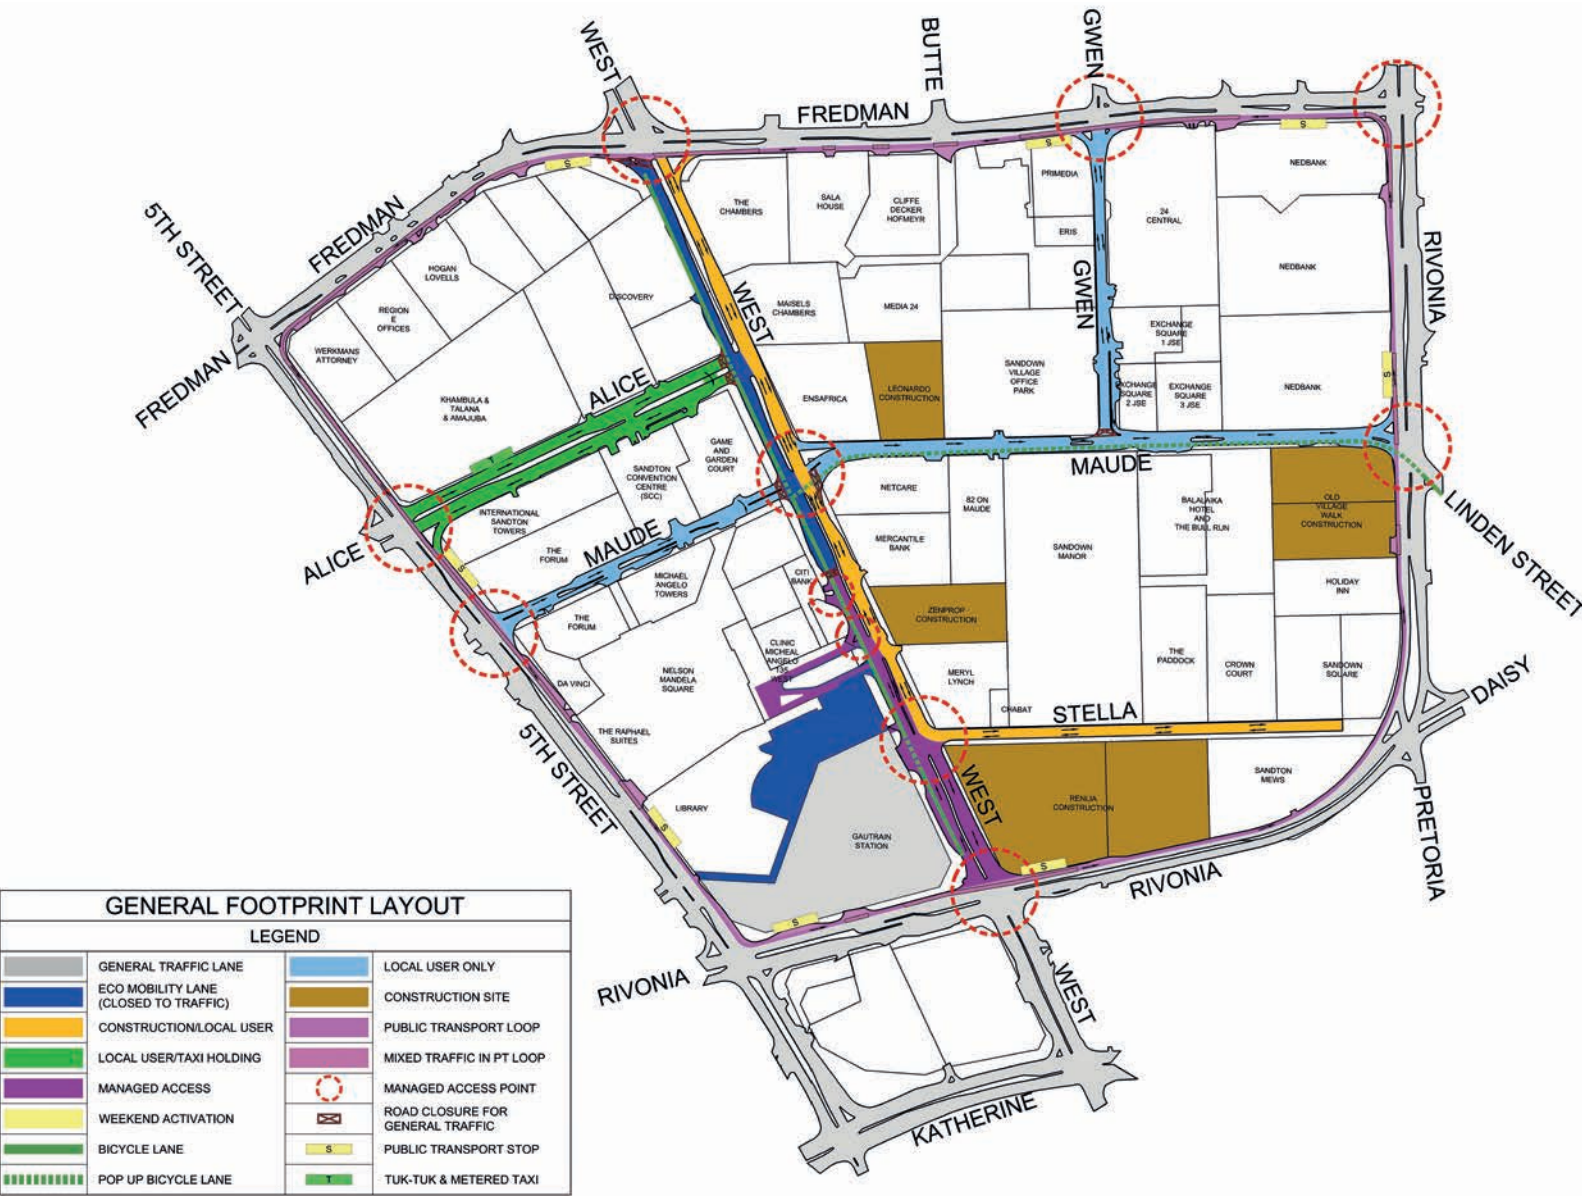 WEST
BUTTE
GWEN
FREDMAN
S
S
S
5TH STREET
FREDMAN
THE
CHAMBERS
SALA
HOUSE
CLIFFE
DECKER
HOFMEYR
PRIMEDIA
ERIS
24
CENTRAL
NEDBANK
HOGAN
LOVELLS
REGION
E
OFFICES
WERKMANS
ATTORNEY
DISCOVERY
WEST
MAISELS
CHAMBERS
MEDIA 24
GWEN
NEDBANK
RIVONIA
FREDMAN
KHAMBULA &
TALANA
& AMAJUBA
ALICE
ENSAFRICA
LEONARDO
CONSTRUCTION
SANDOWN
VILLAGE
OFFICE
PARK
EXCHANGE
SQUARE
1 JSE
EXCHANGE
SQUARE
2 JSE
EXCHANGE
SQUARE
3 JSE
NEDBANK
S
T
GAME
AND
GARDEN
COURT
SANDTON
CONVENTION
CENTRE
(SCC)
INTERNATIONAL
SANDTON
TOWERS
MAUDE
MAUDE
NETCARE
82 ON
MAUDE
BALALAIKA
HOTEL
AND
THE BULL RUN
OLD
VILLAGE
WALK
CONSTRUCTION
LINDEN STREET
ALICE
S
THE
FORUM
MERCANTILE
BANK
SANDOWN
MANOR
MICHAEL
ANGELO
TOWERS
CITI
BANK
HOLIDAY
INN
THE
FORUM
ZENPROP
CONSTRUCTION
CLINIC
MICHEAL
ANGELO
135
WEST
DA VINCI
NELSON
MANDELA
SQUARE
MERYL
LYNCH
THE
PADDOCK
CROWN
COURT
SANDOWN
SQUARE
CHABAT
STELLA
DAISY
THE RAPHAEL
SUITES
5TH STREET
WEST
SANDTON
MEWS
RENLIA
CONSTRUCTION
LIBRARY
S
GAUTRAIN
STATION
PRETORIA
S
RIVONIA
S
RIVONIA
WEST
KATHERINE
GENERAL FOOTPRINT LAYOUT
LEGEND
GENERAL TRAFFIC LANE
ECO MOBILITY LANE
(CLOSED TO TRAFFIC)
CONSTRUCTION/LOCAL USER
LOCAL USER/TAXI HOLDING
MANAGED ACCESS
WEEKEND ACTIVATION
BICYCLE LANE
POP UP BICYCLE LANE
LOCAL USER ONLY
CONSTRUCTION SITE
PUBLIC TRANSPORT LOOP
MIXED TRAFFIC IN PT LOOP
MANAGED ACCESS POINT
ROAD CLOSURE FOR
GENERAL TRAFFIC
S PUBLIC TRANSPORT STOP
T TUK-TUK & METERED TAXI